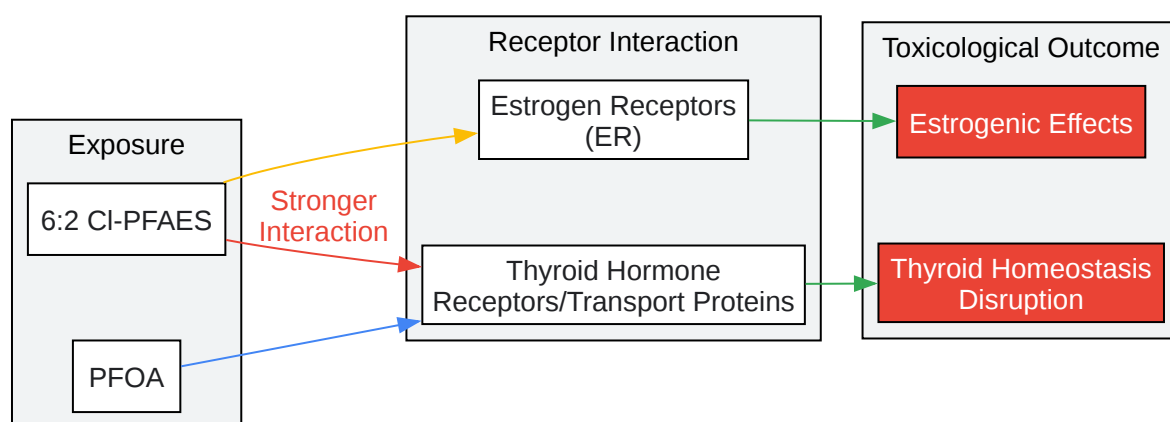 Exposure
6:2 Cl-PFAES
PFOA
Stronger
Interaction
Receptor Interaction
Estrogen Receptors
(ER)
Thyroid Hormone
Receptors/Transport Proteins
Toxicological Outcome
Estrogenic Effects
Thyroid Homeostasis
Disruption